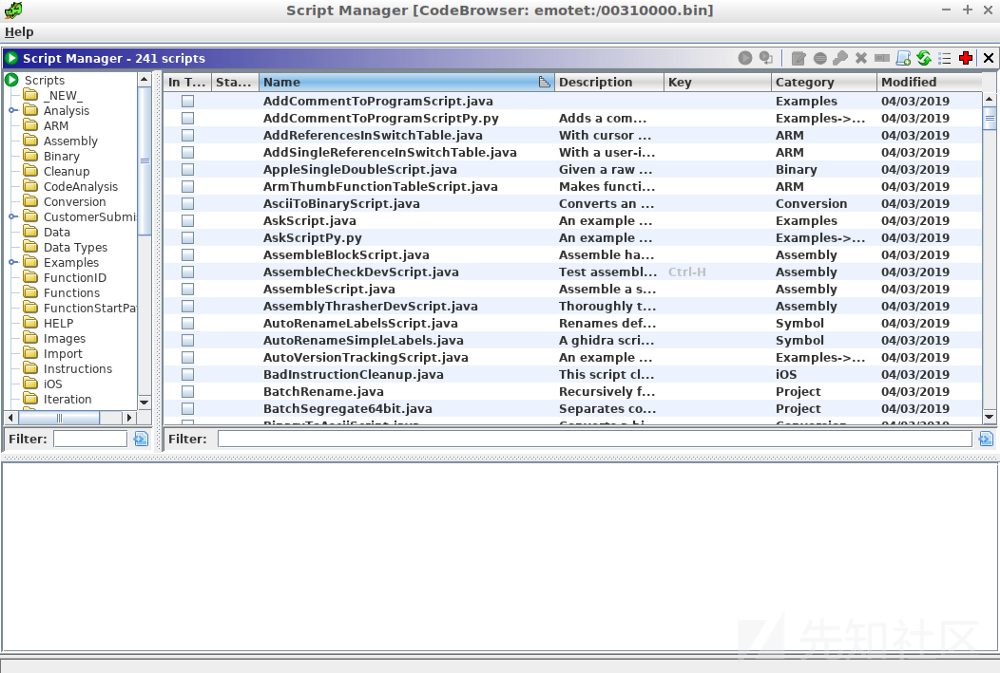 Script Manager [CodeBrowser: emotet:/00310000.bin]
Help
Script Manager - 241 scripts
Scripts
_NEW_
Analysis
ARM
Assembly
Binary
Cleanup
CodeAnalysis
Conversion
CustomerSubmi
Data
Data Types
Examples
FunctionID
Functions
FunctionStartPa
HELP
Images
Import
Instructions
iOS
Iteration
Filter:
In T... Sta... Name Description Key Category Modified
AddCommentToProgramScript.java Examples 04/03/2019
AddCommentToProgramScriptPy.py Adds a com... Examples->... 04/03/2019
AddReferencesInSwitchTable.java With cursor ... ARM 04/03/2019
AddSingleReferenceInSwitchTable.java With a user-i... ARM 04/03/2019
AppleSingleDoubleScript.java Given a raw ... Binary 04/03/2019
ArmThumbFunctionTableScript.java Makes functi... ARM 04/03/2019
AsciiToBinaryScript.java Converts an ... Conversion 04/03/2019
AskScript.java An example ... Examples 04/03/2019
AskScriptPy.py An example ... Examples->... 04/03/2019
AssembleBlockScript.java Assemble ha... Assembly 04/03/2019
AssembleCheckDevScript.java Test assembl... Ctrl-H Assembly 04/03/2019
AssembleScript.java Assemble a s... Assembly 04/03/2019
AssemblyThrasherDevScript.java Thoroughly t... Assembly 04/03/2019
AutoRenameLabelsScript.java Renames def... Symbol 04/03/2019
AutoRenameSimpleLabels.java A ghidra scri... Symbol 04/03/2019
AutoVersionTrackingScript.java An example ... Examples->... 04/03/2019
BadInstructionCleanup.java This script cl... iOS 04/03/2019
BatchRename.java Recursively f... Project 04/03/2019
BatchSegregate64bit.java Separates co... Project 04/03/2019
Filter:
先知社区